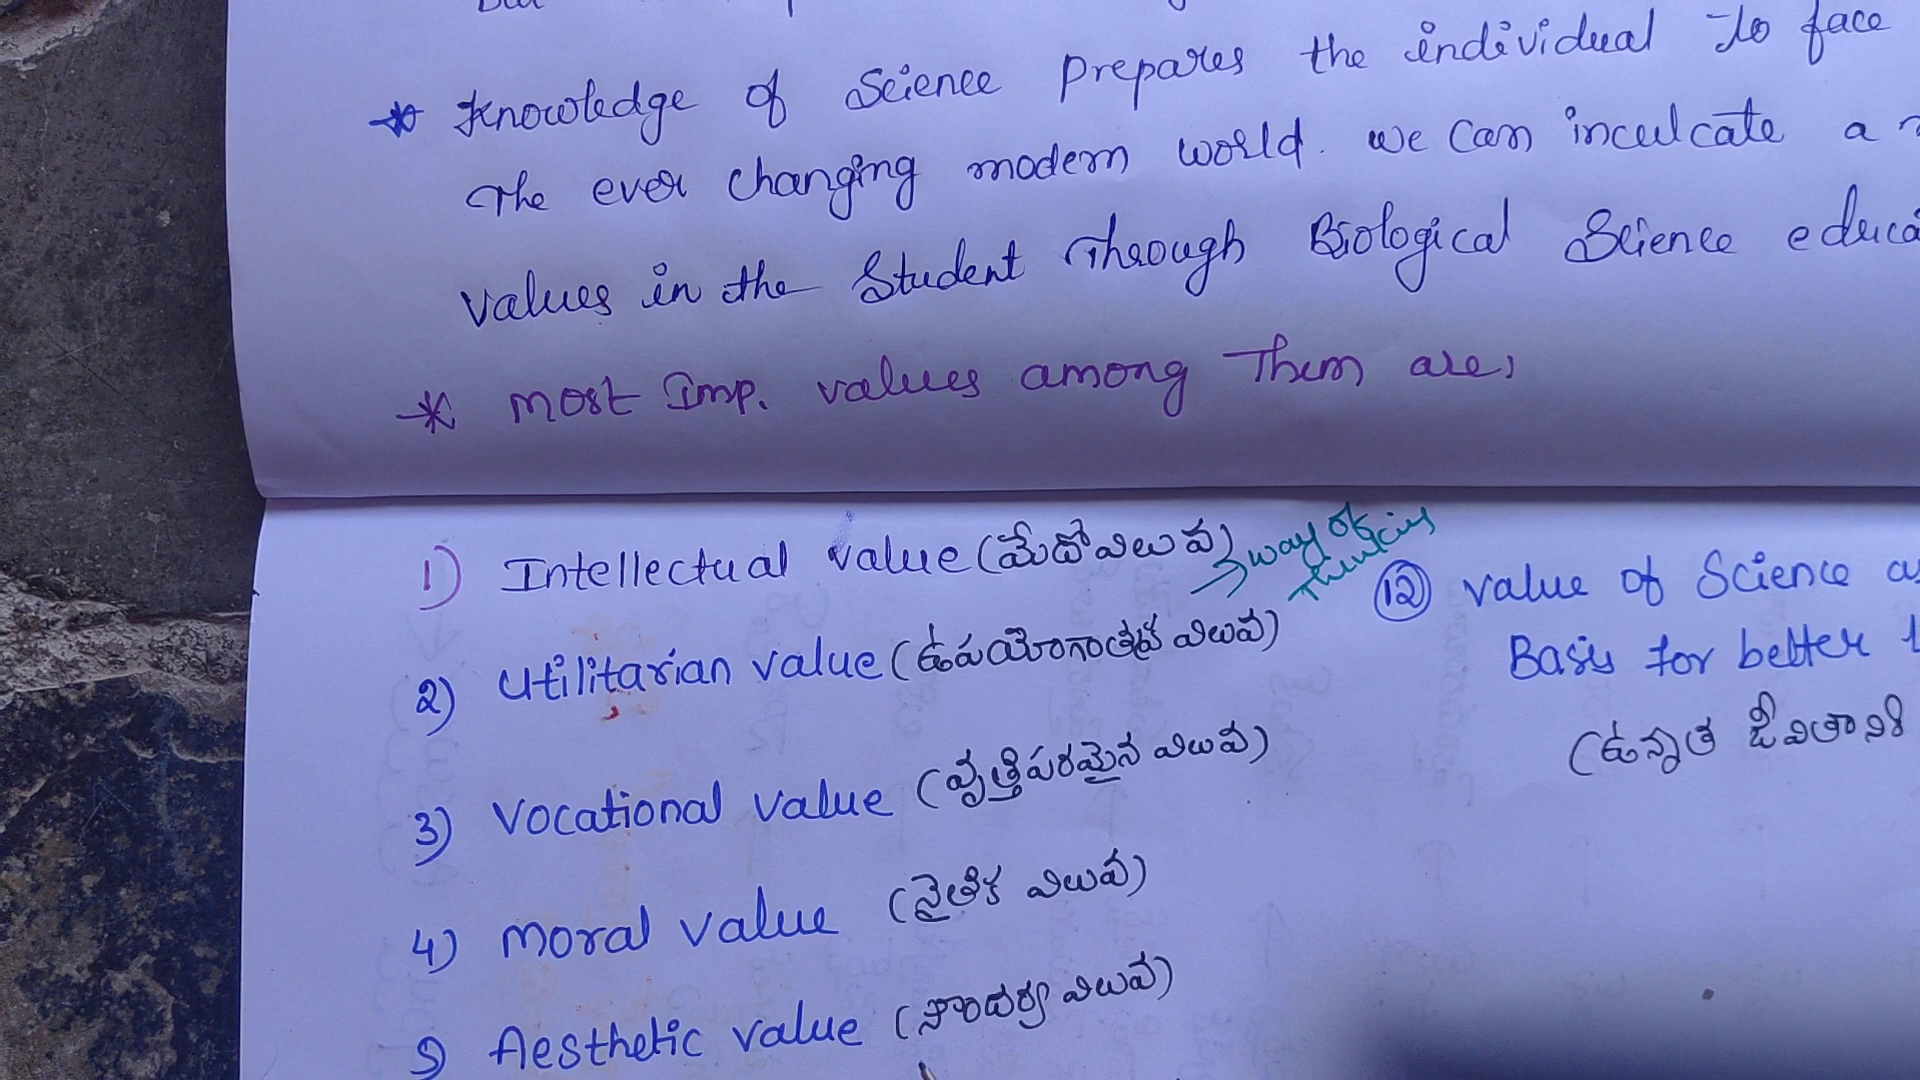 * Knowledge of Science prepares the individual to face
The ever changing modern world. we can inculcate a
values in the Student Through Biological Science educa
* most Imp. values among Them are,
1) Intellectual value (మేదోవిలువ) → way of
Thinking
2) Utilitarian value (ఉపయోగాత్మక విలువ)
3) Vocational value (వృత్తిపరమైన విలువ)
4) moral value (నైతిక విలువ)
5) Aesthetic value (సౌందర్య విలువ)
12 value of Science as
Basis for better l
(ఉన్నత జీవితానికి